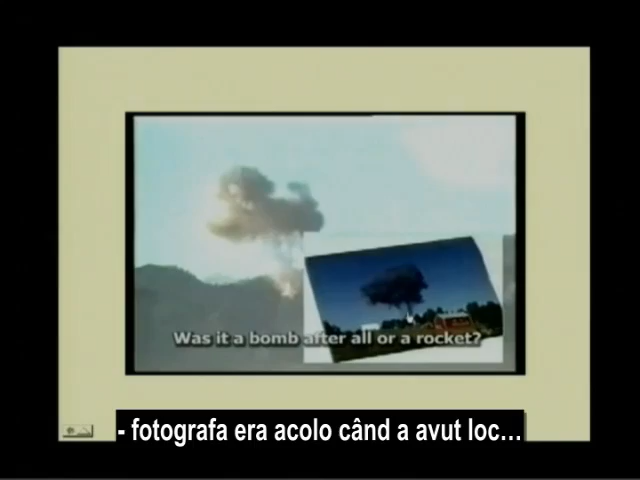 Was it a bomb after all or a rocket?
- fotografa era acolo când a avut loc...